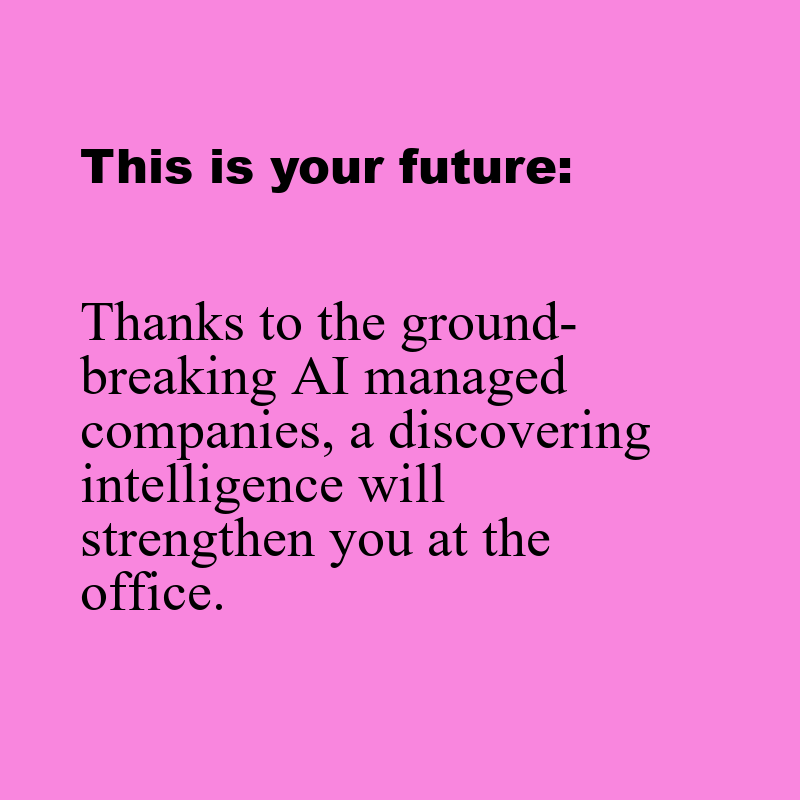 This is your future:
Thanks to the ground-
breaking AI managed
companies, a discovering
intelligence will
strengthen you at the
office.